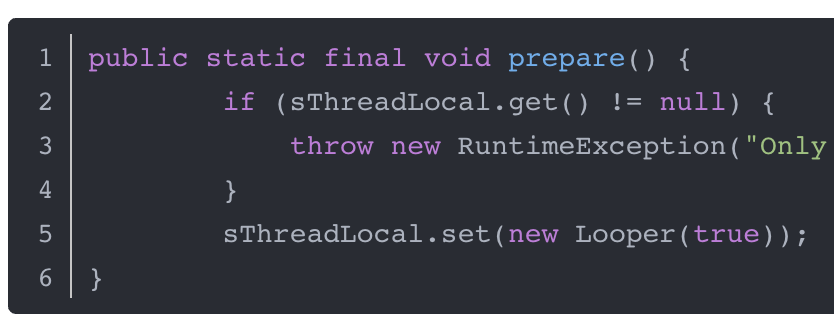 1 public static final void prepare() {
2         if (sThreadLocal.get() != null) {
3             throw new RuntimeException("Only
4         }
5         sThreadLocal.set(new Looper(true));
6 }